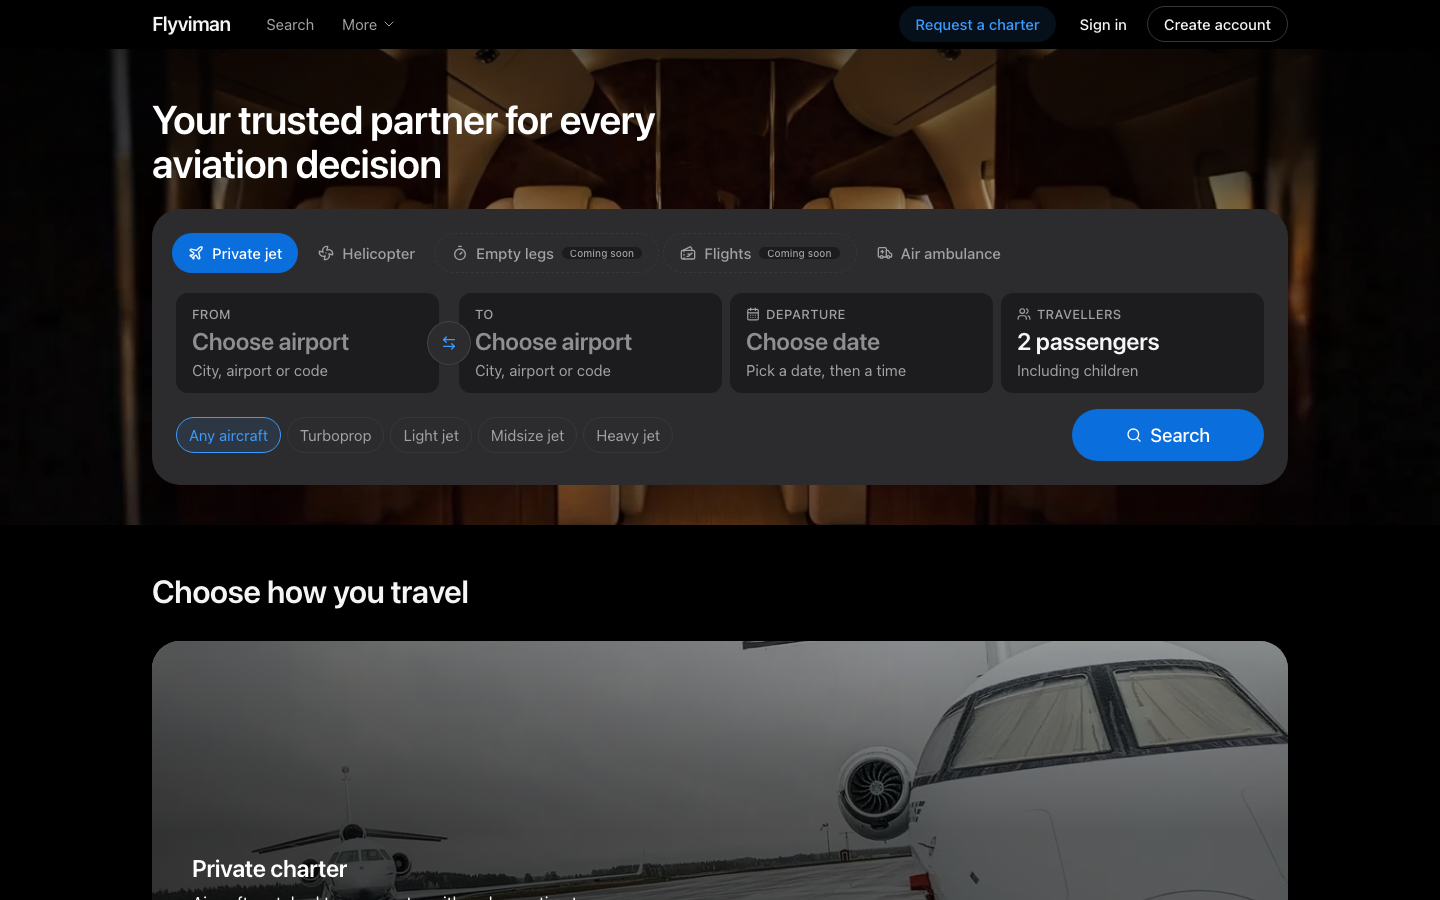 Flyviman
Search
More
Request a charter
Sign in
Create account
Your trusted partner for every
aviation decision
Private jet
Helicopter
Empty legs Coming soon
Flights Coming soon
Air ambulance
FROM
Choose airport
City, airport or code
TO
Choose airport
City, airport or code
DEPARTURE
Choose date
Pick a date, then a time
TRAVELLERS
2 passengers
Including children
Any aircraft
Turboprop
Light jet
Midsize jet
Heavy jet
Search
Choose how you travel
Private charter